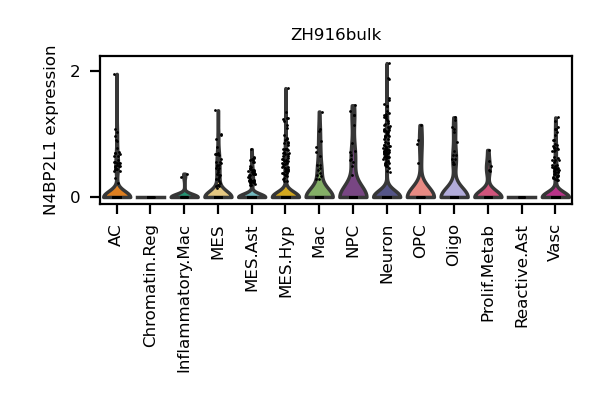 ZH916bulk
N4BP2L1 expression
2
0
AC
Chromatin.Reg
Inflammatory.Mac
MES
MES.Ast
MES.Hyp
Mac
NPC
Neuron
OPC
Oligo
Prolif.Metab
Reactive.Ast
Vasc